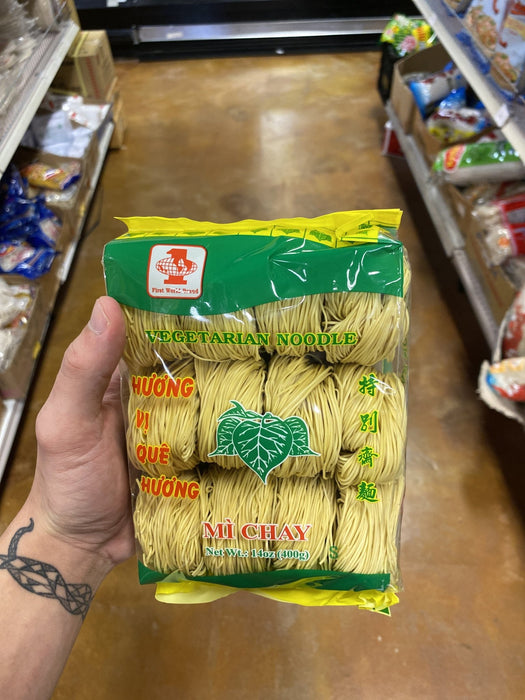 1
First World Brand
VEGETARIAN NOODLE
HƯƠNG
VỊ
QUÊ
HƯƠNG
特
別
齋
麵
MÌ CHAY
Net Wt.: 14oz (400g)
S